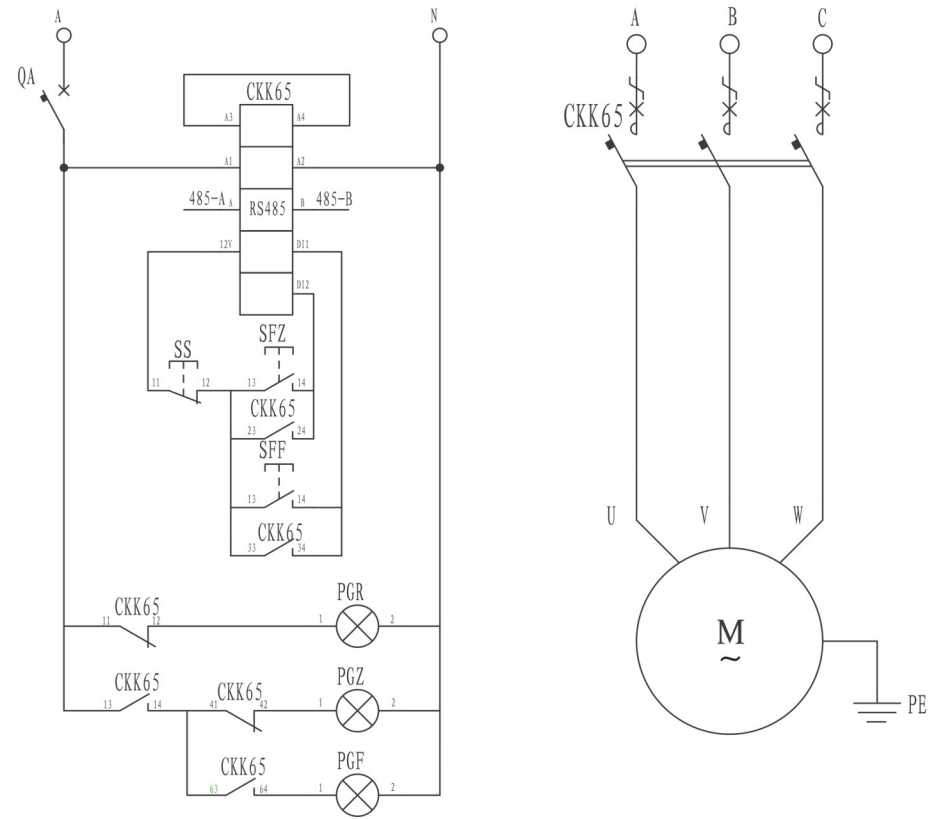 A
N
QA
CKK65
A3
A4
A1
A2
485-A
A
RS485
B
485-B
12V
DI1
DI2
SFZ
SS
11
12
13
14
CKK65
23
24
SFF
13
14
CKK65
33
34
CKK65
11
12
PGR
1
2
CKK65
13
14
CKK65
41
42
PGZ
1
2
CKK65
63
64
PGF
1
2
A
B
C
CKK65
U
V
W
M
~
PE